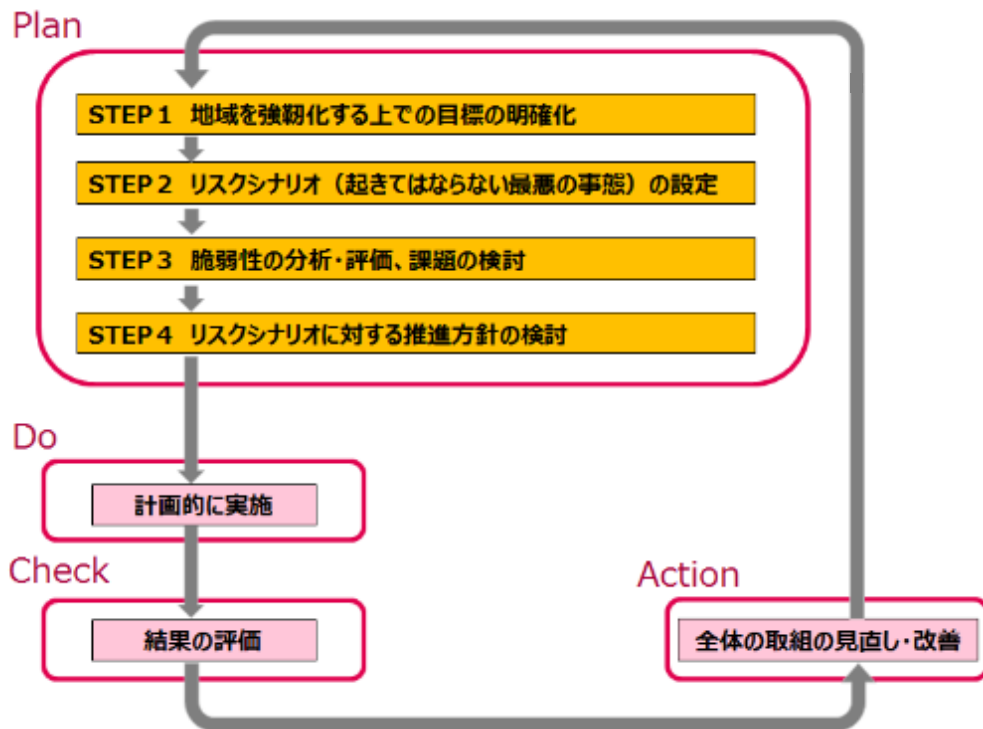 Plan
STEP1 地域を強靭化する上での目標の明確化
STEP2 リスクシナリオ（起きてはならない最悪の事態）の設定
STEP3 脆弱性の分析・評価、課題の検討
STEP4 リスクシナリオに対する推進方針の検討
Do
計画的に実施
Check
結果の評価
Action
全体の取組の見直し・改善